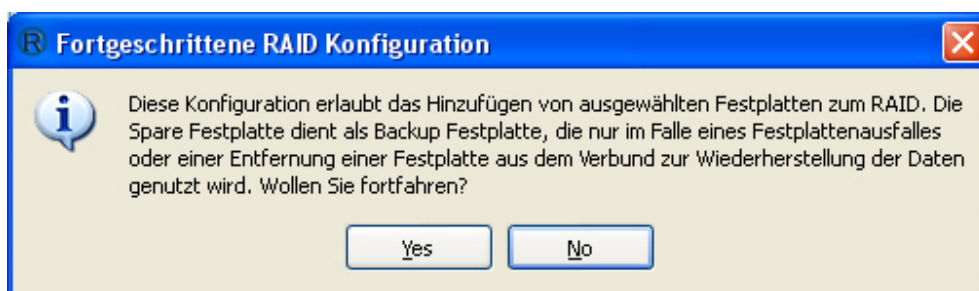 R Fortgeschrittene RAID Konfiguration
Diese Konfiguration erlaubt das Hinzufügen von ausgewählten Festplatten zum RAID. Die
Spare Festplatte dient als Backup Festplatte, die nur im Falle eines Festplattenausfalles
oder einer Entfernung einer Festplatte aus dem Verbund zur Wiederherstellung der Daten
genutzt wird. Wollen Sie fortfahren?
Yes No